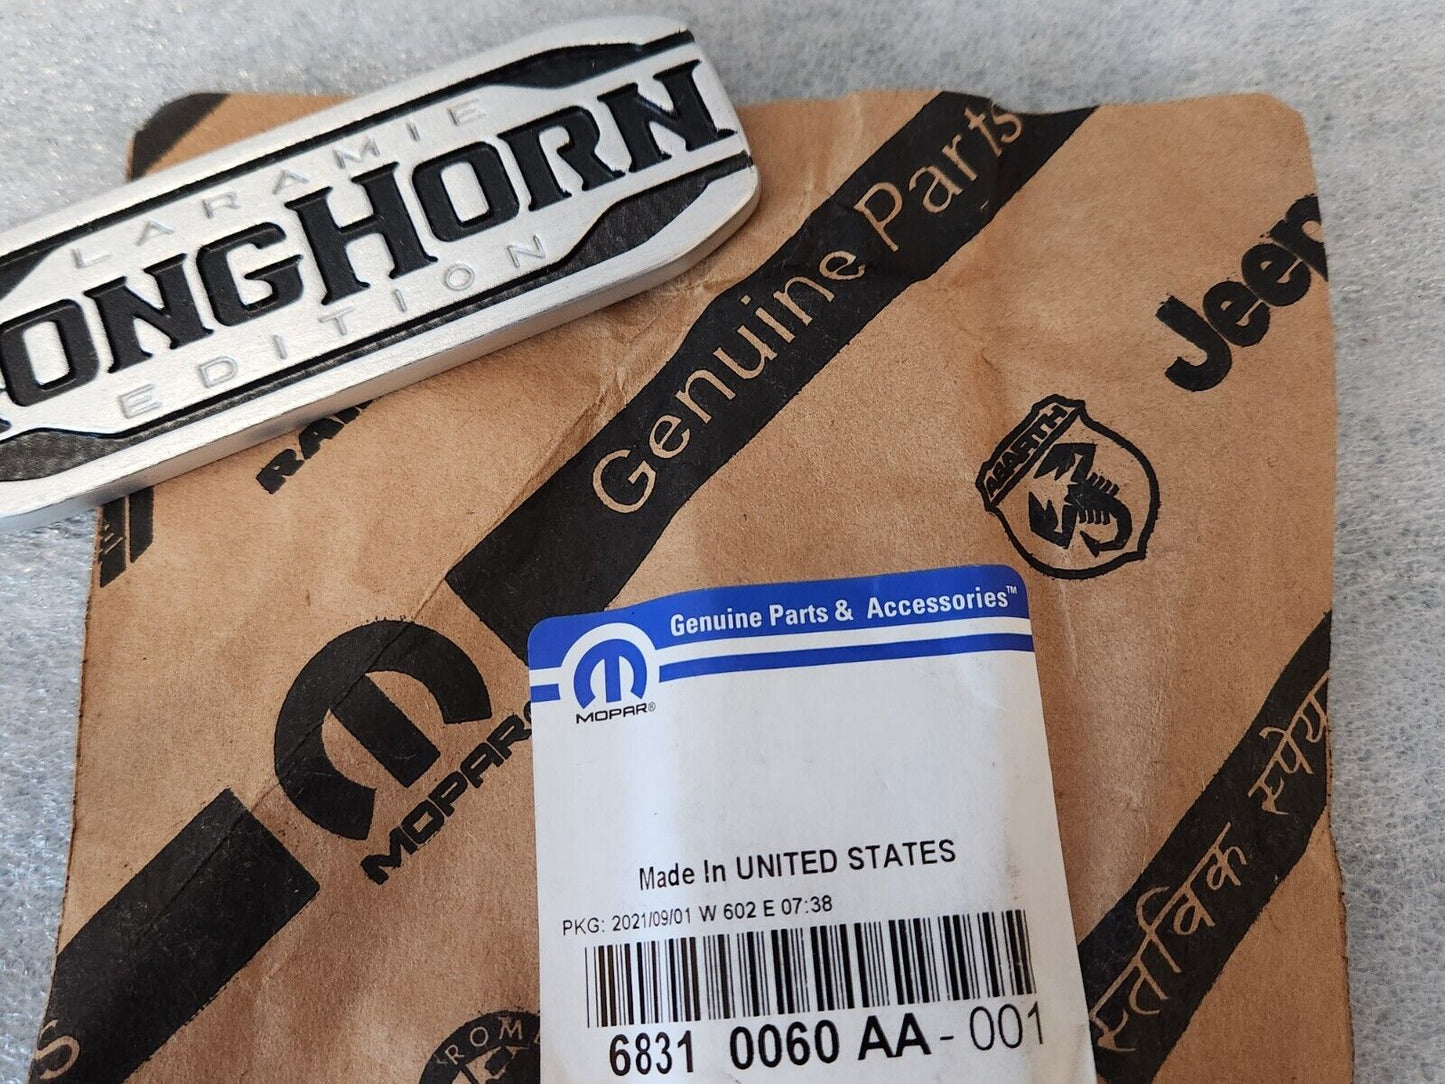 LARAMIE
LONGHORN
EDITION
RAM
Genuine Parts
Jeep
ABARTH
MOPAR
Genuine Parts & Accessories™
MOPAR®
Made In UNITED STATES
PKG: 2021/09/01 W 602 E 07:38
6831 0060 AA - 001
ROME
s